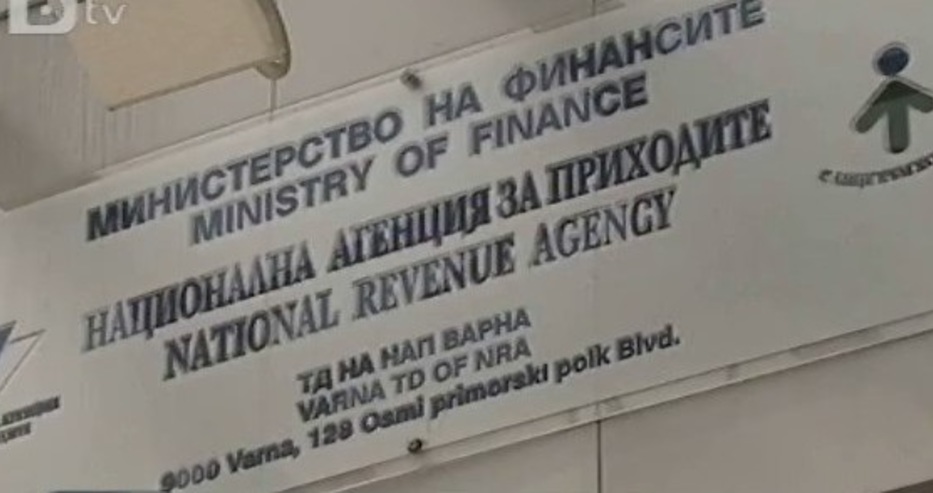 btv
МИНИСТЕРСТВО НА ФИНАНСИТЕ
MINISTRY OF FINANCE
НАЦИОНАЛНА АГЕНЦИЯ ЗА ПРИХОДИТЕ
NATIONAL REVENUE AGENCY
ТД НА НАП ВАРНА
VARNA TD OF NRA
9000 Varna, 128 Osmi primorski polk Blvd.